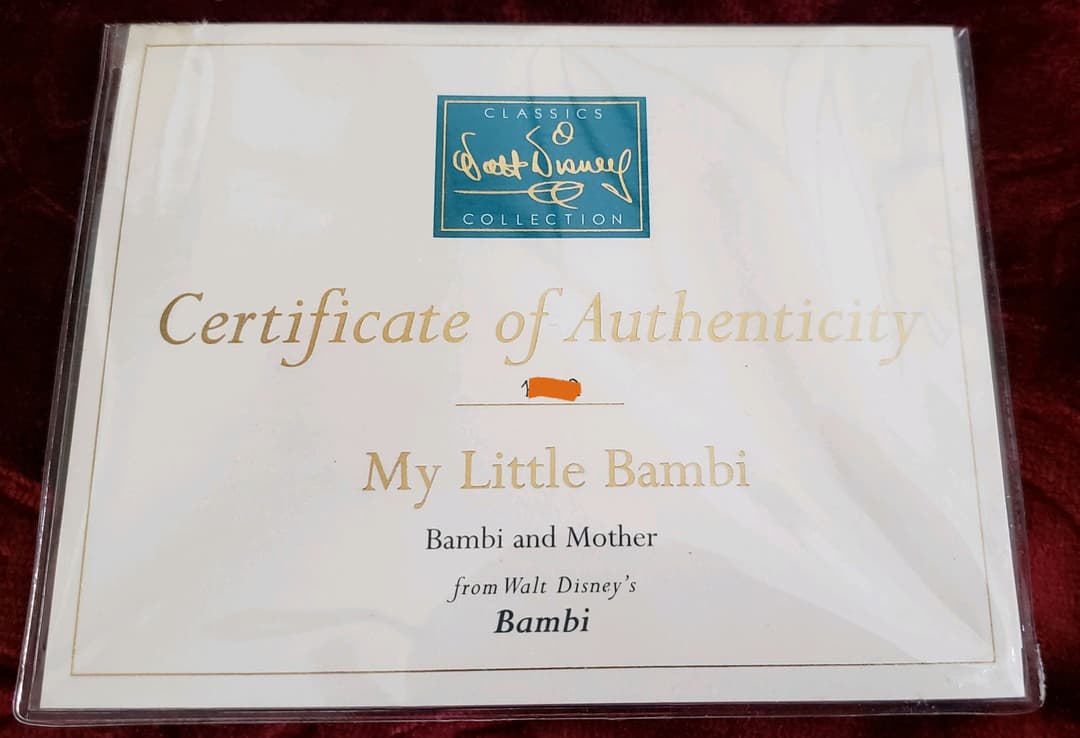 CLASSICS
Walt Disney
COLLECTION
Certificate of Authenticity
My Little Bambi
Bambi and Mother
from Walt Disney's
Bambi